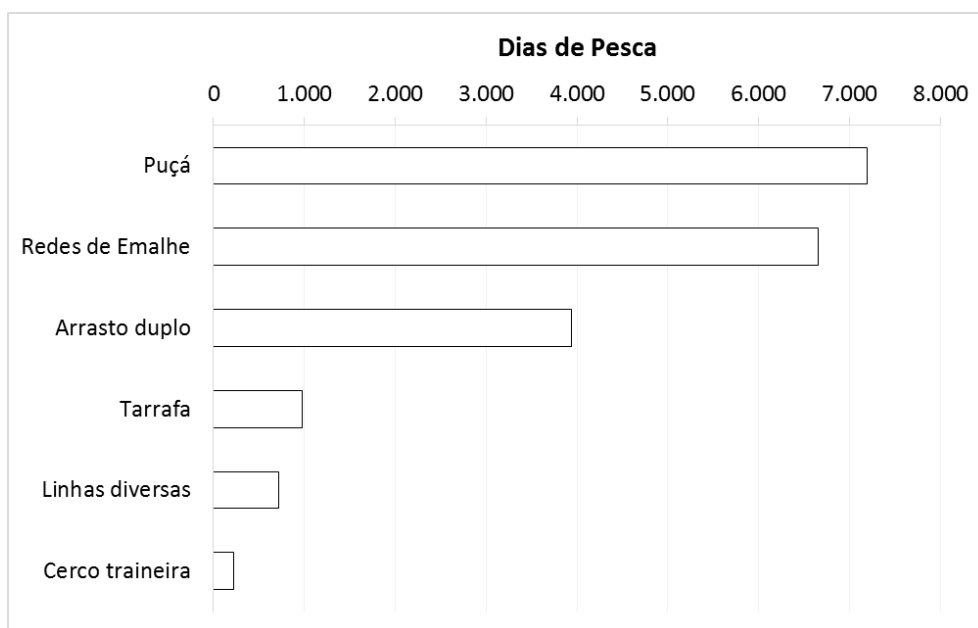 Dias de Pesca
0 1.000 2.000 3.000 4.000 5.000 6.000 7.000 8.000
Puçá
Redes de Emalhe
Arrasto duplo
Tarrafa
Linhas diversas
Cerco traineira